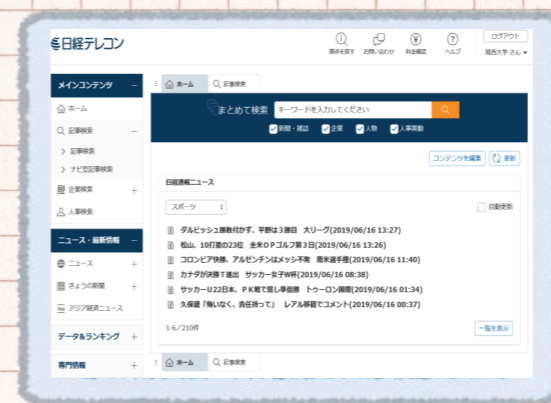 日経テレコン
媒体を探す お問い合わせ 料金確認 ヘルプ
ログアウト
城西大学 さん
メインコンテンツ −
ホーム
記事検索 −
> 記事検索
> ナビ型記事検索
企業検索 +
人事検索
ニュース・最新情報 −
ニュース +
きょうの新聞 +
アジア経済ニュース
データ&ランキング +
専門情報 +
ホーム 記事検索
まとめて検索 キーワードを入力してください
新聞・雑誌 企業 人物 人事異動
コンテンツを編集 更新
日経速報ニュース
スポーツ
自動更新
ダルビッシュ勝敗付かず、平野は3勝目 大リーグ(2019/06/16 13:27)
松山、10打差の23位 全米OPゴルフ第3日(2019/06/16 13:26)
コロンビア快勝、アルゼンチンはメッシ不発 南米選手権(2019/06/16 11:40)
カナダが決勝T進出 サッカー女子W杯(2019/06/16 08:38)
サッカーU22日本、PK戦で屈し準優勝 トゥーロン国際(2019/06/16 01:34)
久保建「悔いなく、責任持って」 レアル移籍でコメント(2019/06/16 00:37)
1-6/210件
一覧を表示
ホーム 記事検索